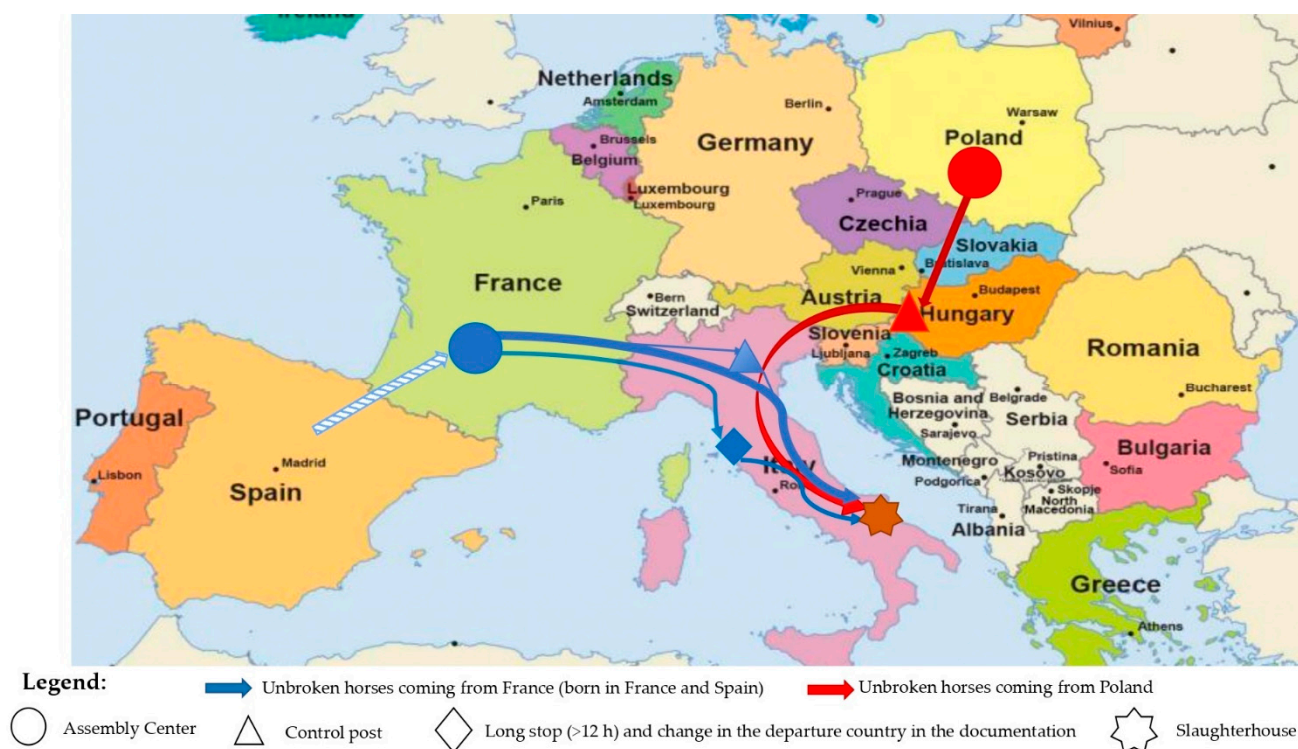 Ireland
Vilnius
Netherlands
Amsterdam
Berlin
Warsaw
Poland
Germany
Brussels
Belgium
Luxembourg
Luxembourg
Paris
Prague
Czechia
Slovakia
Bratislava
Vienna
France
Austria
Budapest
Hungary
Bern
Switzerland
Slovenia
Ljubljana
Zagreb
Croatia
Romania
Bucharest
Bosnia and
Herzegovina
Sarajevo
Belgrade
Serbia
Portugal
Lisbon
Madrid
Spain
Italy
Montenegro
Podgorica
Pristina
Kosovo
Sofia
Bulgaria
Skopje
North
Macedonia
Tirana
Albania
Greece
Athens
Legend:
Unbroken horses coming from France (born in France and Spain)
Unbroken horses coming from Poland
Assembly Center
Control post
Long stop (>12 h) and change in the departure country in the documentation
Slaughterhouse